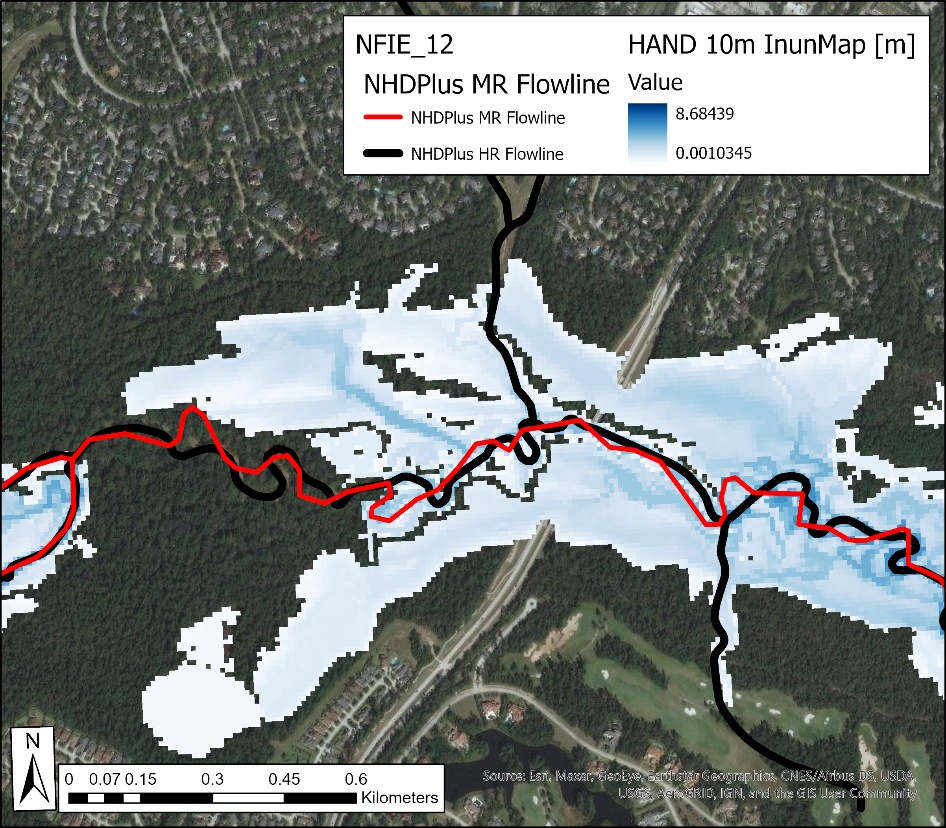 NFIE_12
NHDPlus MR Flowline
NHDPlus MR Flowline
NHDPlus HR Flowline
HAND 10m InunMap [m]
Value
8.68439
0.0010345
N
0 0.07 0.15 0.3 0.45 0.6
Kilometers
Source: Esri, Maxar, GeoEye, Earthstar Geographics, CNES/Airbus DS, USDA,
USGS, AeroGRID, IGN, and the GIS User Community